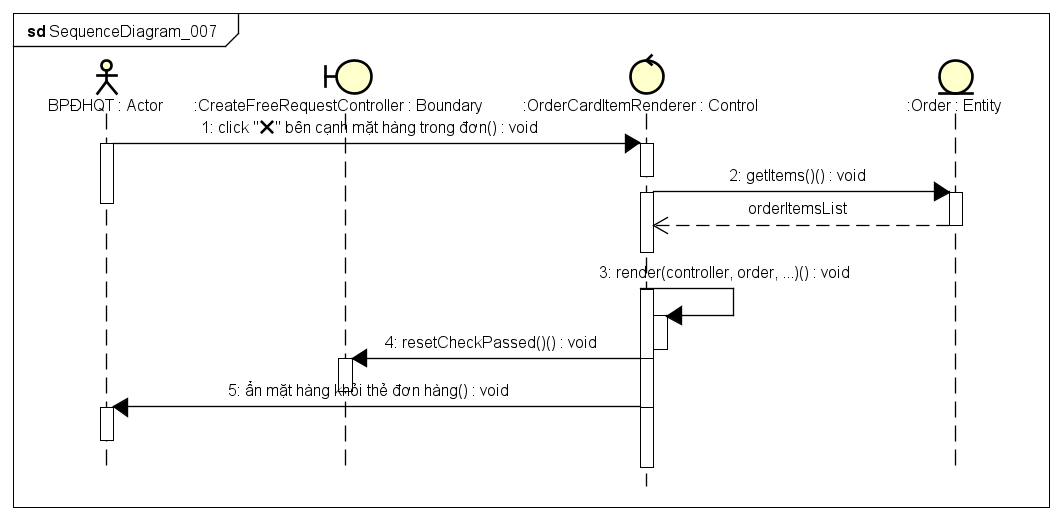 sd SequenceDiagram_007
BPĐHQT : Actor
:CreateFreeRequestController : Boundary
:OrderCardItemRenderer : Control
:Order : Entity
1: click "❌" bên cạnh mặt hàng trong đơn() : void
2: getItems()() : void
orderItemsList
3: render(controller, order, ...)() : void
4: resetCheckPassed()() : void
5: ẩn mặt hàng khỏi thẻ đơn hàng() : void